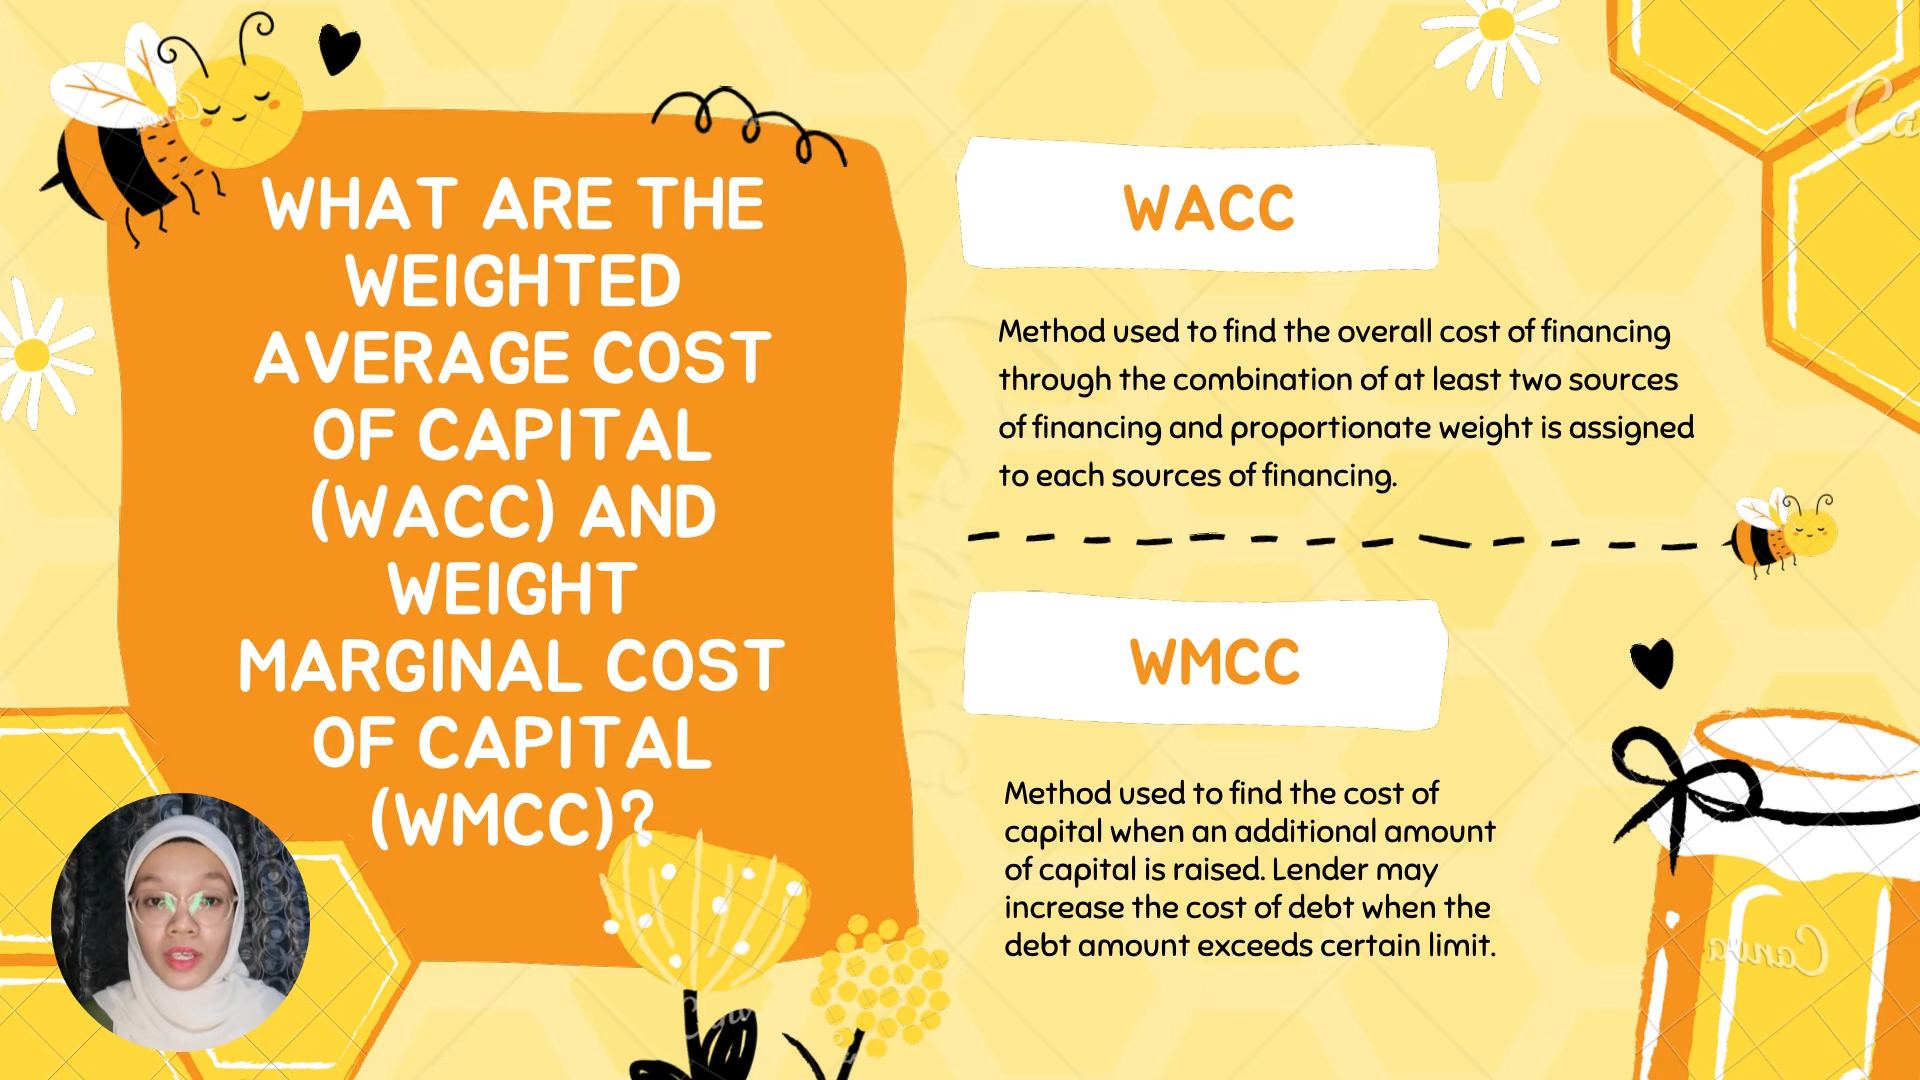 WHAT ARE THE
WEIGHTED
AVERAGE COST
OF CAPITAL
(WACC) AND
WEIGHT
MARGINAL COST
OF CAPITAL
(WMCC)?
WACC
Method used to find the overall cost of financing
through the combination of at least two sources
of financing and proportionate weight is assigned
to each sources of financing.
WMCC
Method used to find the cost of
capital when an additional amount
of capital is raised. Lender may
increase the cost of debt when the
debt amount exceeds certain limit.
Canva